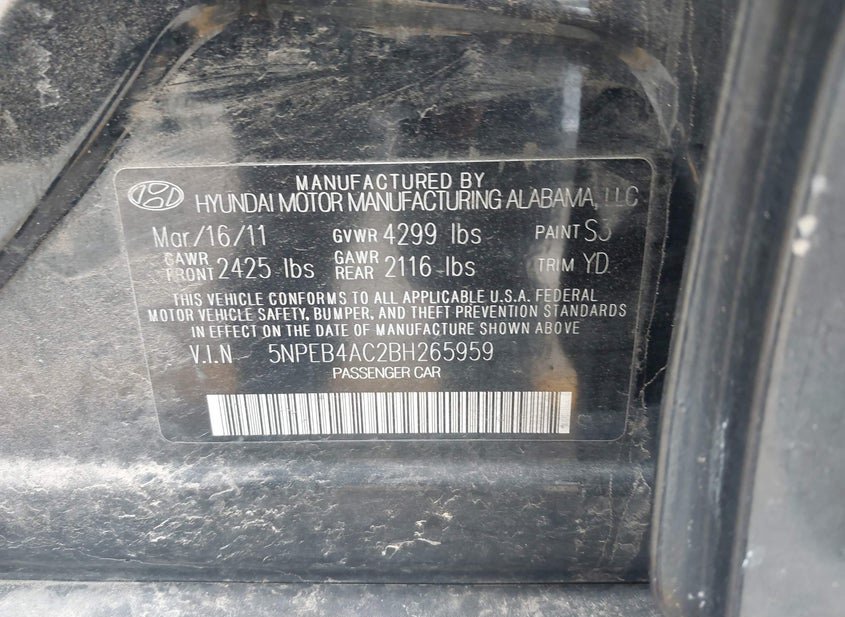 MANUFACTURED BY
HYUNDAI MOTOR MANUFACTURING ALABAMA, LLC
Mar/16/11 GVWR 4299 lbs PAINT S3
GAWR FRONT 2425 lbs GAWR REAR 2116 lbs TRIM YD
THIS VEHICLE CONFORMS TO ALL APPLICABLE U.S.A. FEDERAL
MOTOR VEHICLE SAFETY, BUMPER, AND THEFT PREVENTION STANDARDS
IN EFFECT ON THE DATE OF MANUFACTURE SHOWN ABOVE
V.I.N 5NPEB4AC2BH265959
PASSENGER CAR